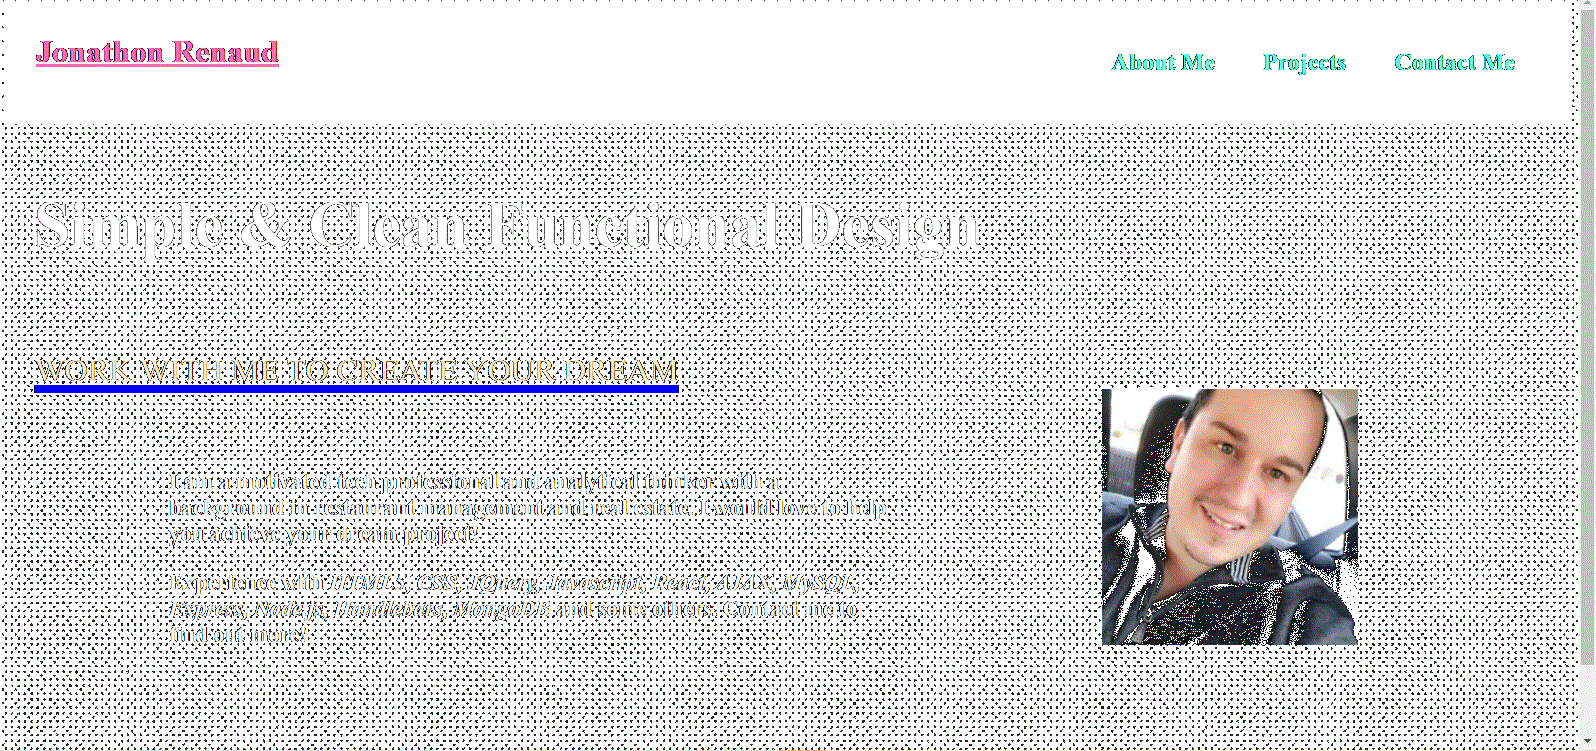 Jonathon Renaud
About Me Projects Contact Me
Simple & Clean Functional Design
WORK WITH ME TO CREATE YOUR DREAM
I am a motivated tech professional and analytical thinker with a
background in restaurant management and real estate, I would love to help
you achieve your dream project!
Experience with HTML5, CSS, JQuery, Javascript, React, AJAX, MySQL,
Express, Node.js, Handlebars, MongoDB and some others. Contact me to
find out more!